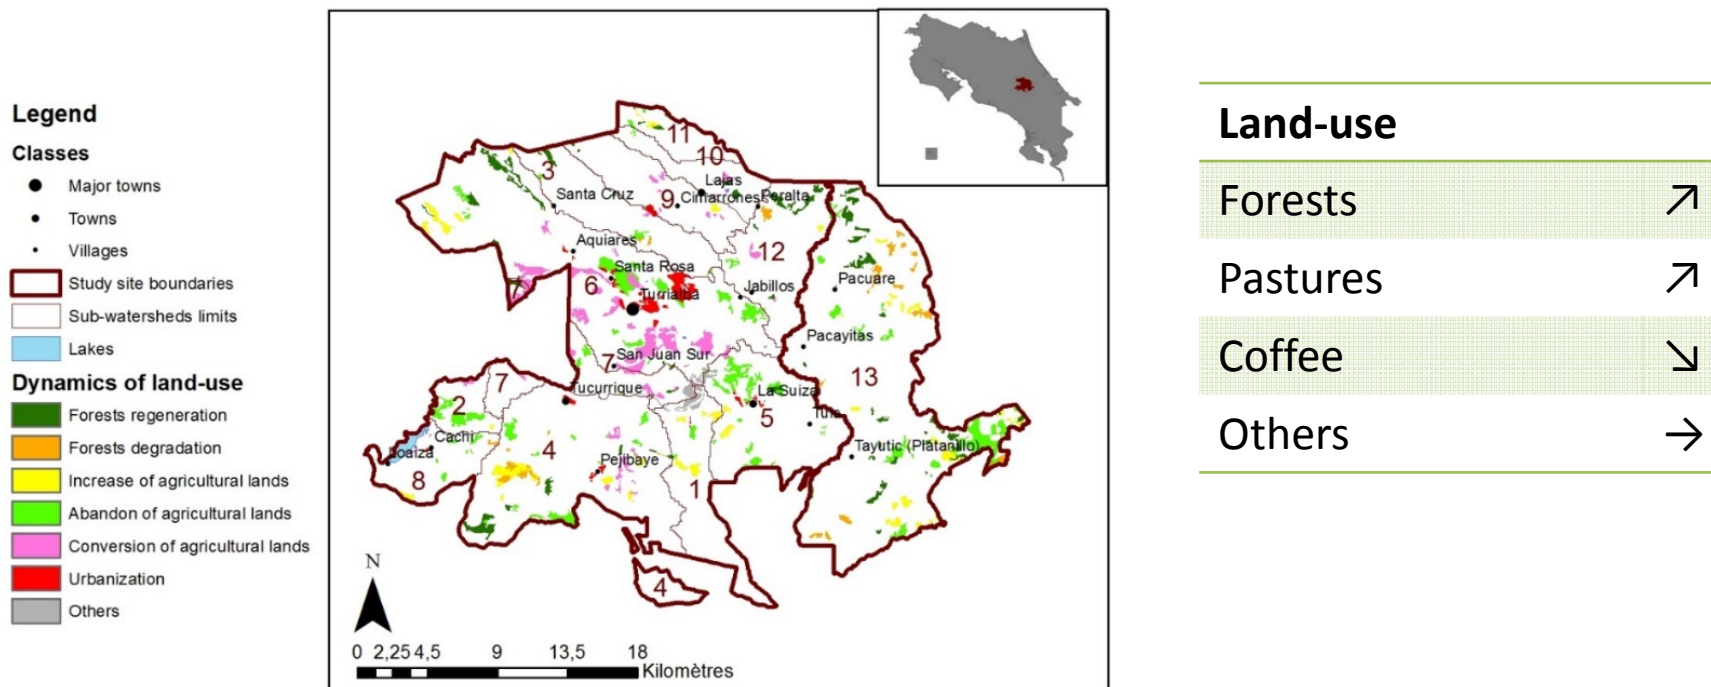 Legend
Classes
Major towns
Towns
Villages
Study site boundaries
Sub-watersheds limits
Lakes
Dynamics of land-use
Forests regeneration
Forests degradation
Increase of agricultural lands
Abandon of agricultural lands
Conversion of agricultural lands
Urbanization
Others
11
10
3
Lajas
Santa Cruz
9 Cimarrones Peralta
Aquiares
12
Santa Rosa
7
6
Pacuare
Jabillos
Turrialba
Pacayitas
San Juan Sur
7
7
Tucurrique
13
La Suiza
2
5
Cachi
4
Tayutic (Platanillo)
Pejibaye
8
1
N
4
0 2,25 4,5 9 13,5 18
Kilomètres
Land-use
Forests ↗
Pastures ↗
Coffee ↘
Others →